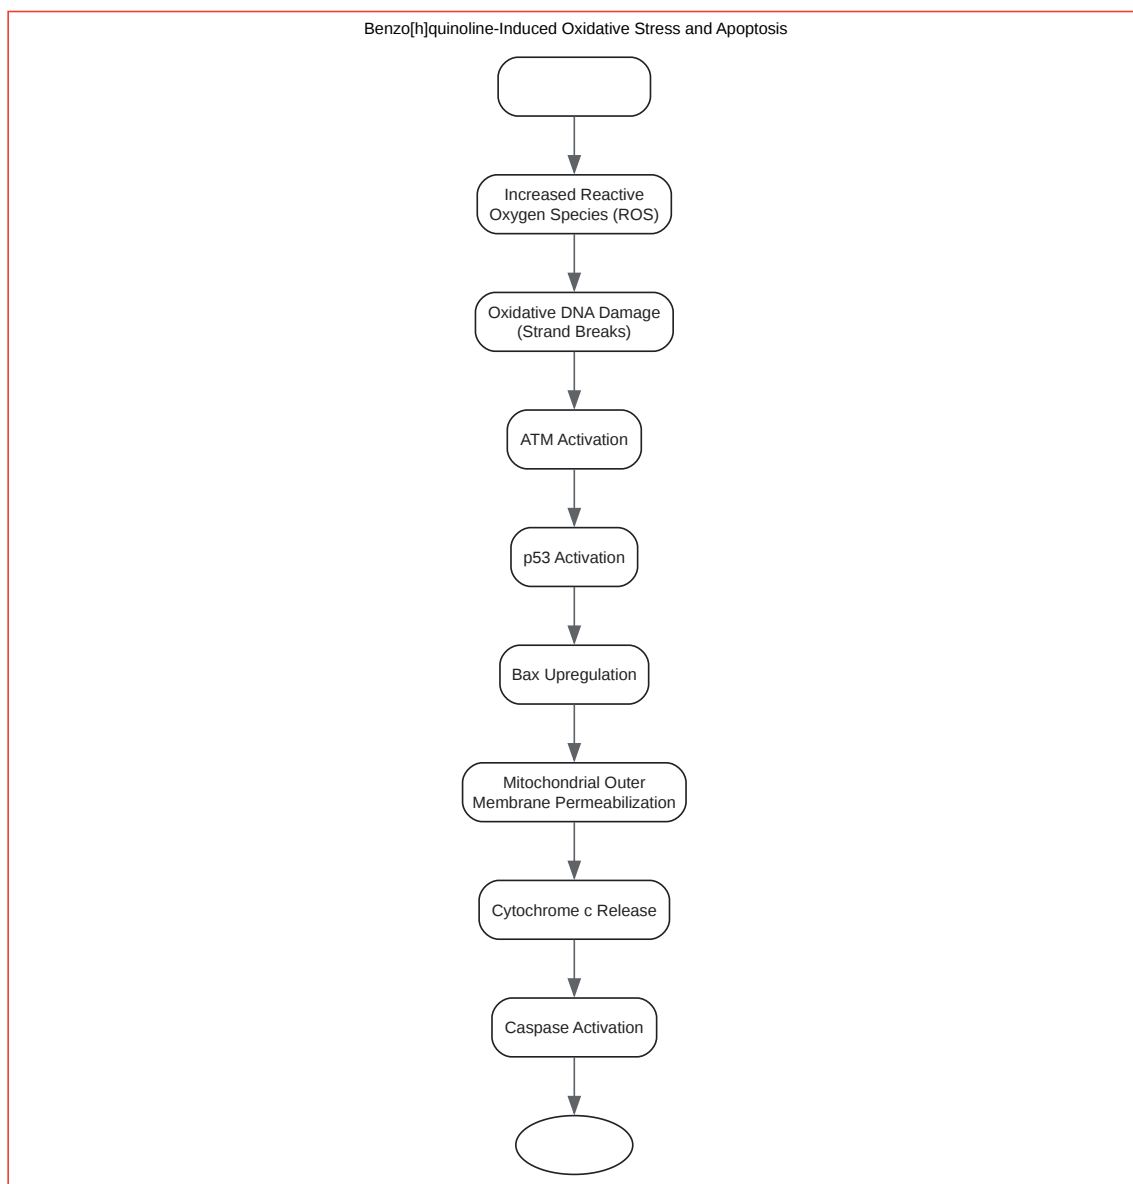 Benzo[h]quinoline-Induced Oxidative Stress and Apoptosis
Increased Reactive
Oxygen Species (ROS)
Oxidative DNA Damage
(Strand Breaks)
ATM Activation
p53 Activation
Bax Upregulation
Mitochondrial Outer
Membrane Permeabilization
Cytochrome c Release
Caspase Activation